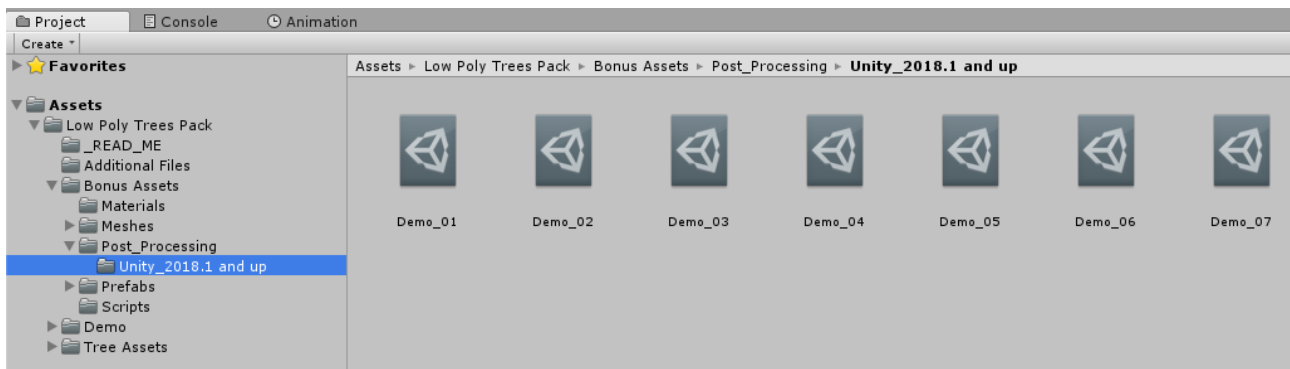 Project Console Animation
Create
Favorites
Assets ▸ Low Poly Trees Pack ▸ Bonus Assets ▸ Post_Processing ▸ Unity_2018.1 and up
Assets
Low Poly Trees Pack
_READ_ME
Additional Files
Bonus Assets
Materials
Meshes
Post_Processing
Unity_2018.1 and up
Prefabs
Scripts
Demo
Tree Assets
Demo_01 Demo_02 Demo_03 Demo_04 Demo_05 Demo_06 Demo_07